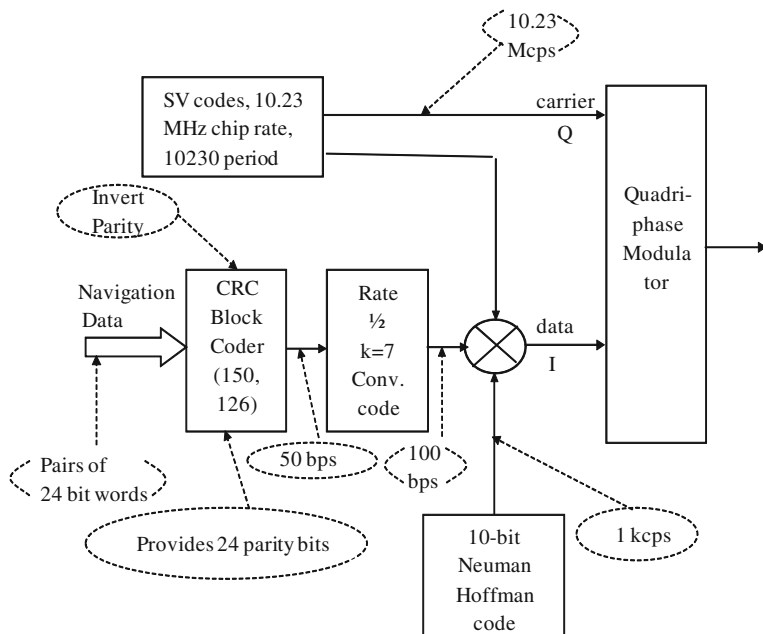 10.23
Mcps
SV codes, 10.23
MHz chip rate,
10230 period
carrier
Q
Quadri-
phase
Modula
tor
Invert
Parity
Navigation
Data
CRC
Block
Coder
(150,
126)
Rate
½
k=7
Conv.
code
data
I
Pairs of
24 bit words
50 bps
100
bps
Provides 24 parity bits
10-bit
Neuman
Hoffman
code
1 kcps